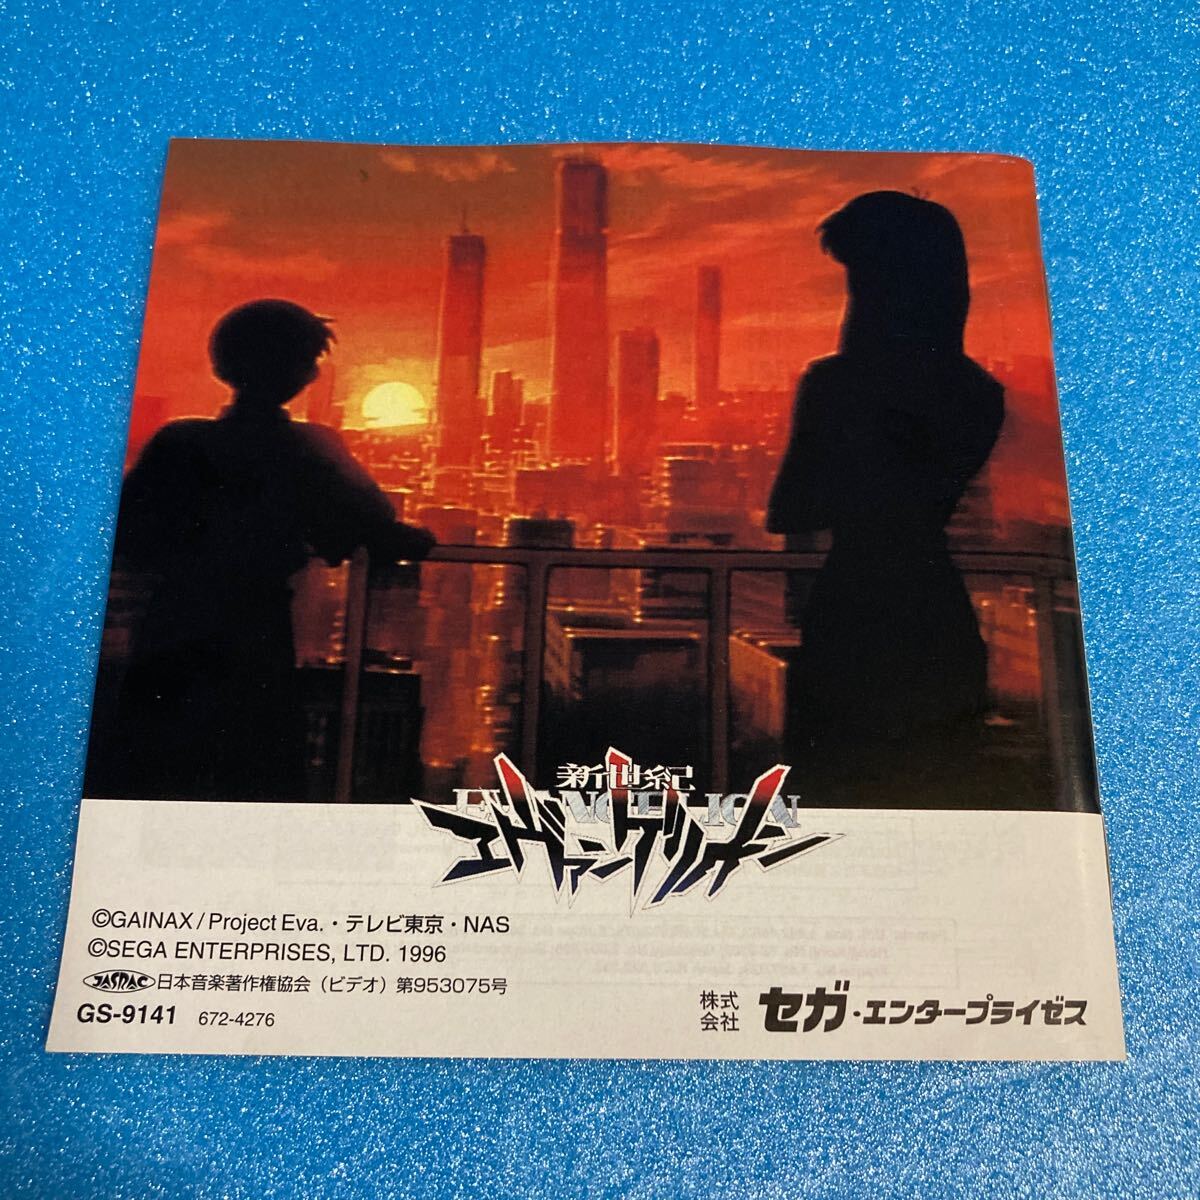 新世紀
EVANGELION
エヴァンゲリオン
©GAINAX / Project Eva.・テレビ東京・NAS
©SEGA ENTERPRISES, LTD. 1996
JASRAC 日本音楽著作権協会（ビデオ）第953075号
GS-9141 672-4276
株式会社 セガ・エンタープライゼス